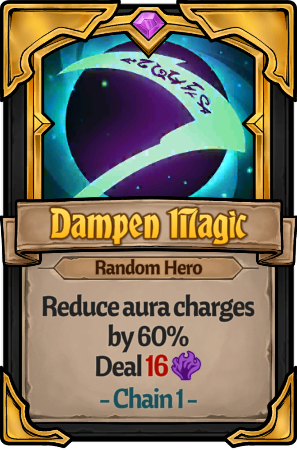 Dampen Magic
Random Hero
Reduce aura charges
by 60%
Deal 16
- Chain 1 -